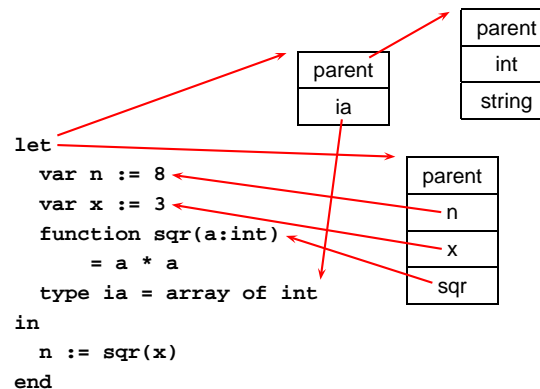 parent
int
string
parent
ia
let
var n := 8
var x := 3
function sqr(a:int)
= a * a
type ia = array of int
in
n := sqr(x)
end
parent
n
x
sqr